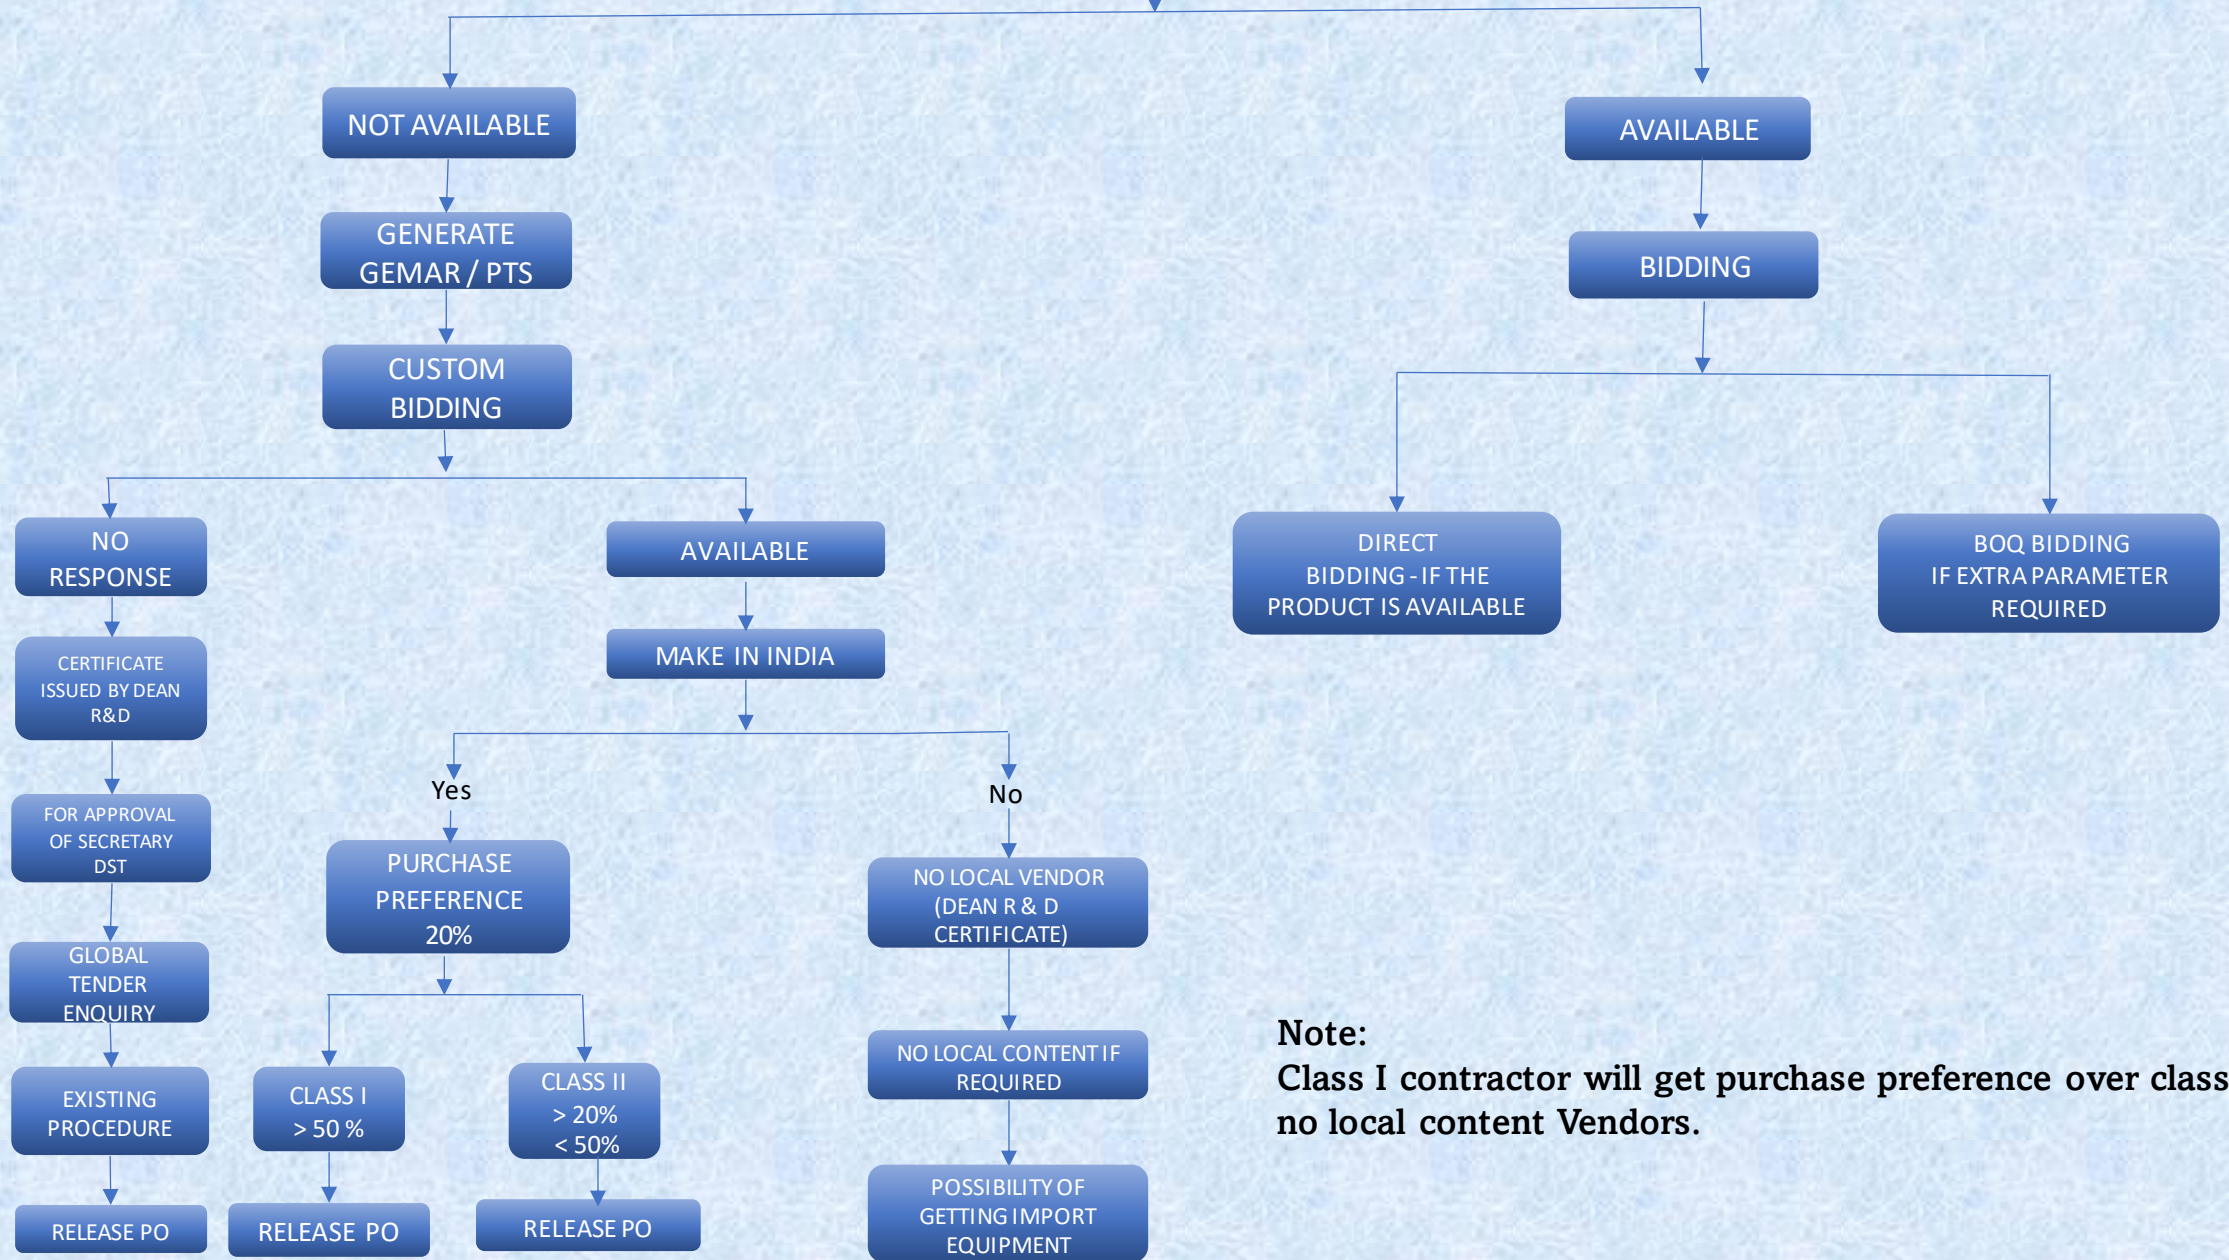 NOT AVAILABLE
AVAILABLE
GENERATE
GEMAR / PTS
BIDDING
CUSTOM
BIDDING
NO
RESPONSE
AVAILABLE
DIRECT
BIDDING - IF THE
PRODUCT IS AVAILABLE
BOQ BIDDING
IF EXTRA PARAMETER
REQUIRED
CERTIFICATE
ISSUED BY DEAN
R&D
MAKE IN INDIA
Yes
No
FOR APPROVAL
OF SECRETARY
DST
PURCHASE
PREFERENCE
20%
NO LOCAL VENDOR
(DEAN R & D
CERTIFICATE)
GLOBAL
TENDER
ENQUIRY
NO LOCAL CONTENT IF
REQUIRED
EXISTING
PROCEDURE
CLASS I
> 50 %
CLASS II
> 20%
< 50%
Note:
Class I contractor will get purchase preference over class
no local content Vendors.
RELEASE PO
RELEASE PO
RELEASE PO
POSSIBILITY OF
GETTING IMPORT
EQUIPMENT